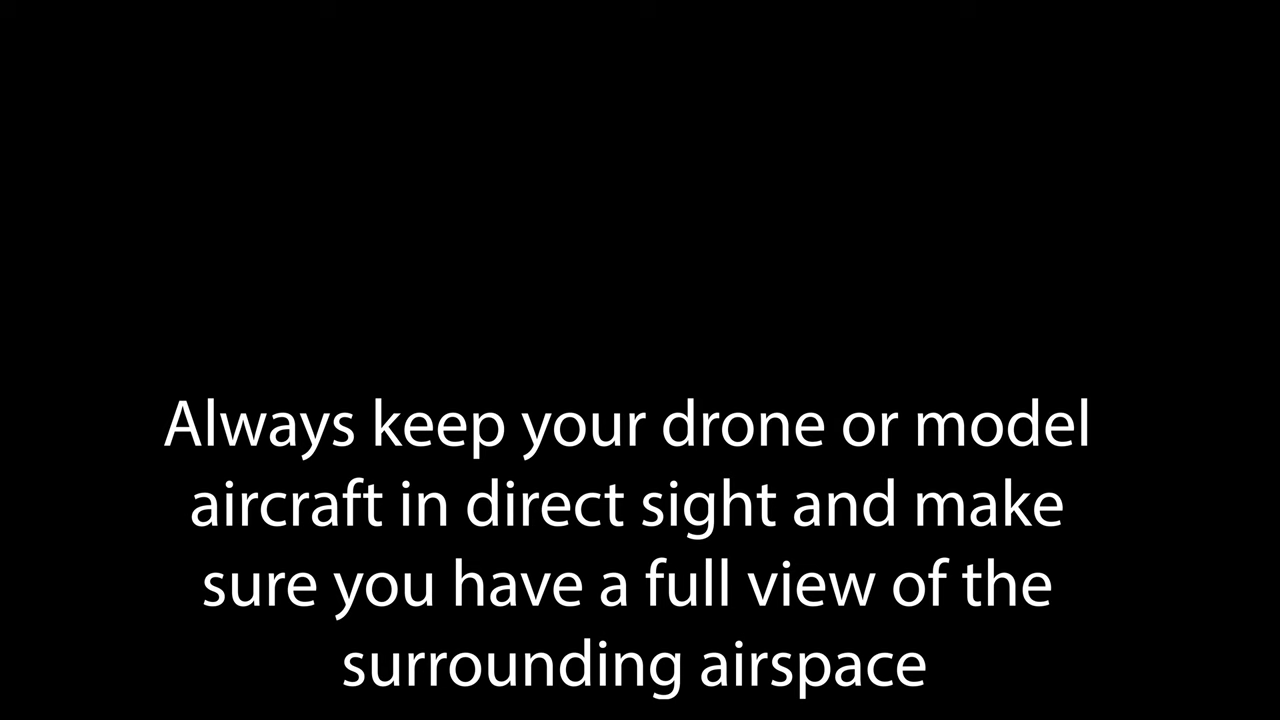 Always keep your drone or model
aircraft in direct sight and make
sure you have a full view of the
surrounding airspace